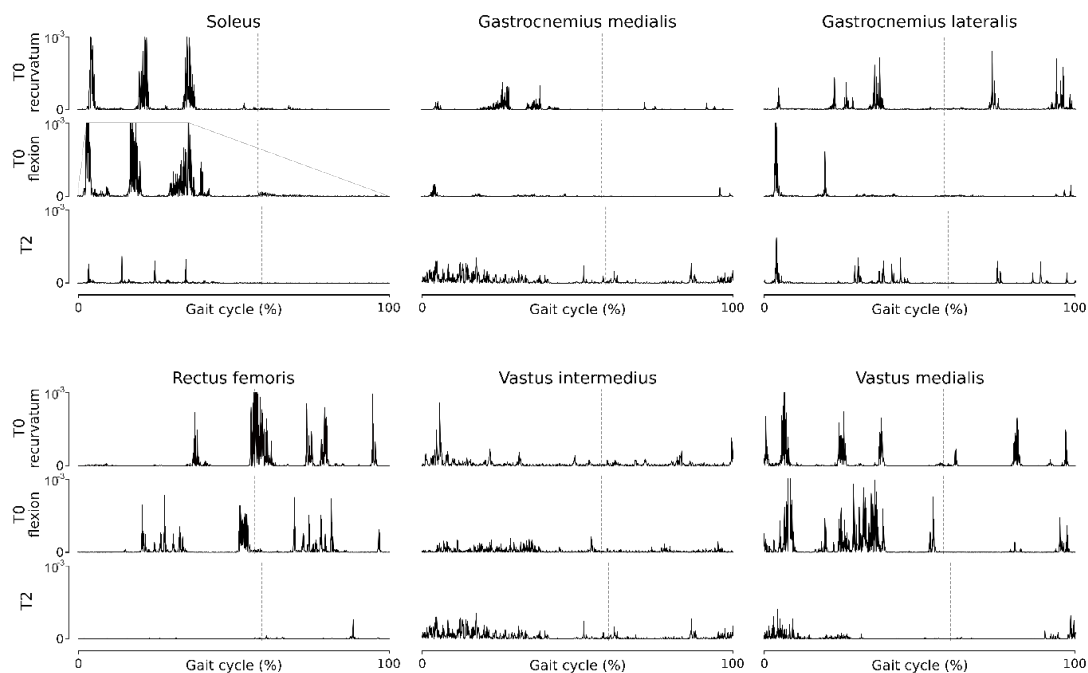 Soleus Gastrocnemius medialis Gastrocnemius lateralis
T0 recurvatum
10-3
0
T0 flexion
10-3
0
T2
10-3
0
0 100 0 100 0 100
Gait cycle (%) Gait cycle (%) Gait cycle (%)
Rectus femoris Vastus intermedius Vastus medialis
T0 recurvatum
10-3
0
T0 flexion
10-3
0
T2
10-3
0
0 100 0 100 0 100
Gait cycle (%) Gait cycle (%) Gait cycle (%)